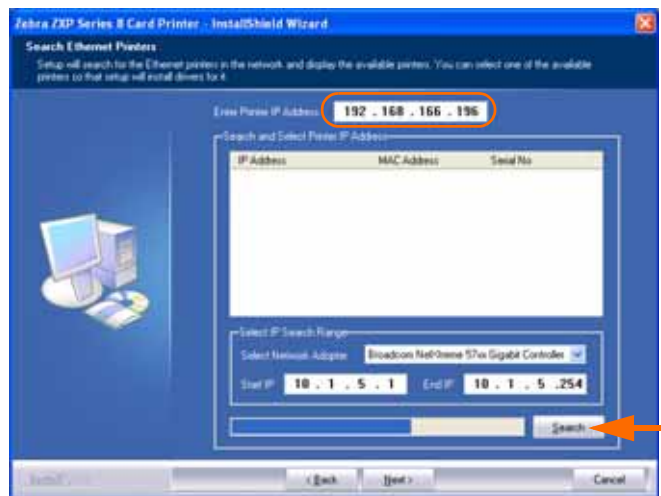 Zebra ZXP Series 8 Card Printer - InstallShield Wizard
Search Ethernet Printers
Setup will search for the Ethernet printers in the network and display the available printers. You can select one of the available
printers so that setup will install drivers for it
Enter Printer IP Address 192 . 168 . 166 . 196
Search and Select Printer IP Address
IP Address MAC Address Serial No
Select IP Search Range
Select Network Adapter Broadcom NetXtreme 57xx Gigabit Controller
Start IP 10 . 1 . 5 . 1 End IP 10 . 1 . 5 .254
Search
InstallShield
< Back Next > Cancel